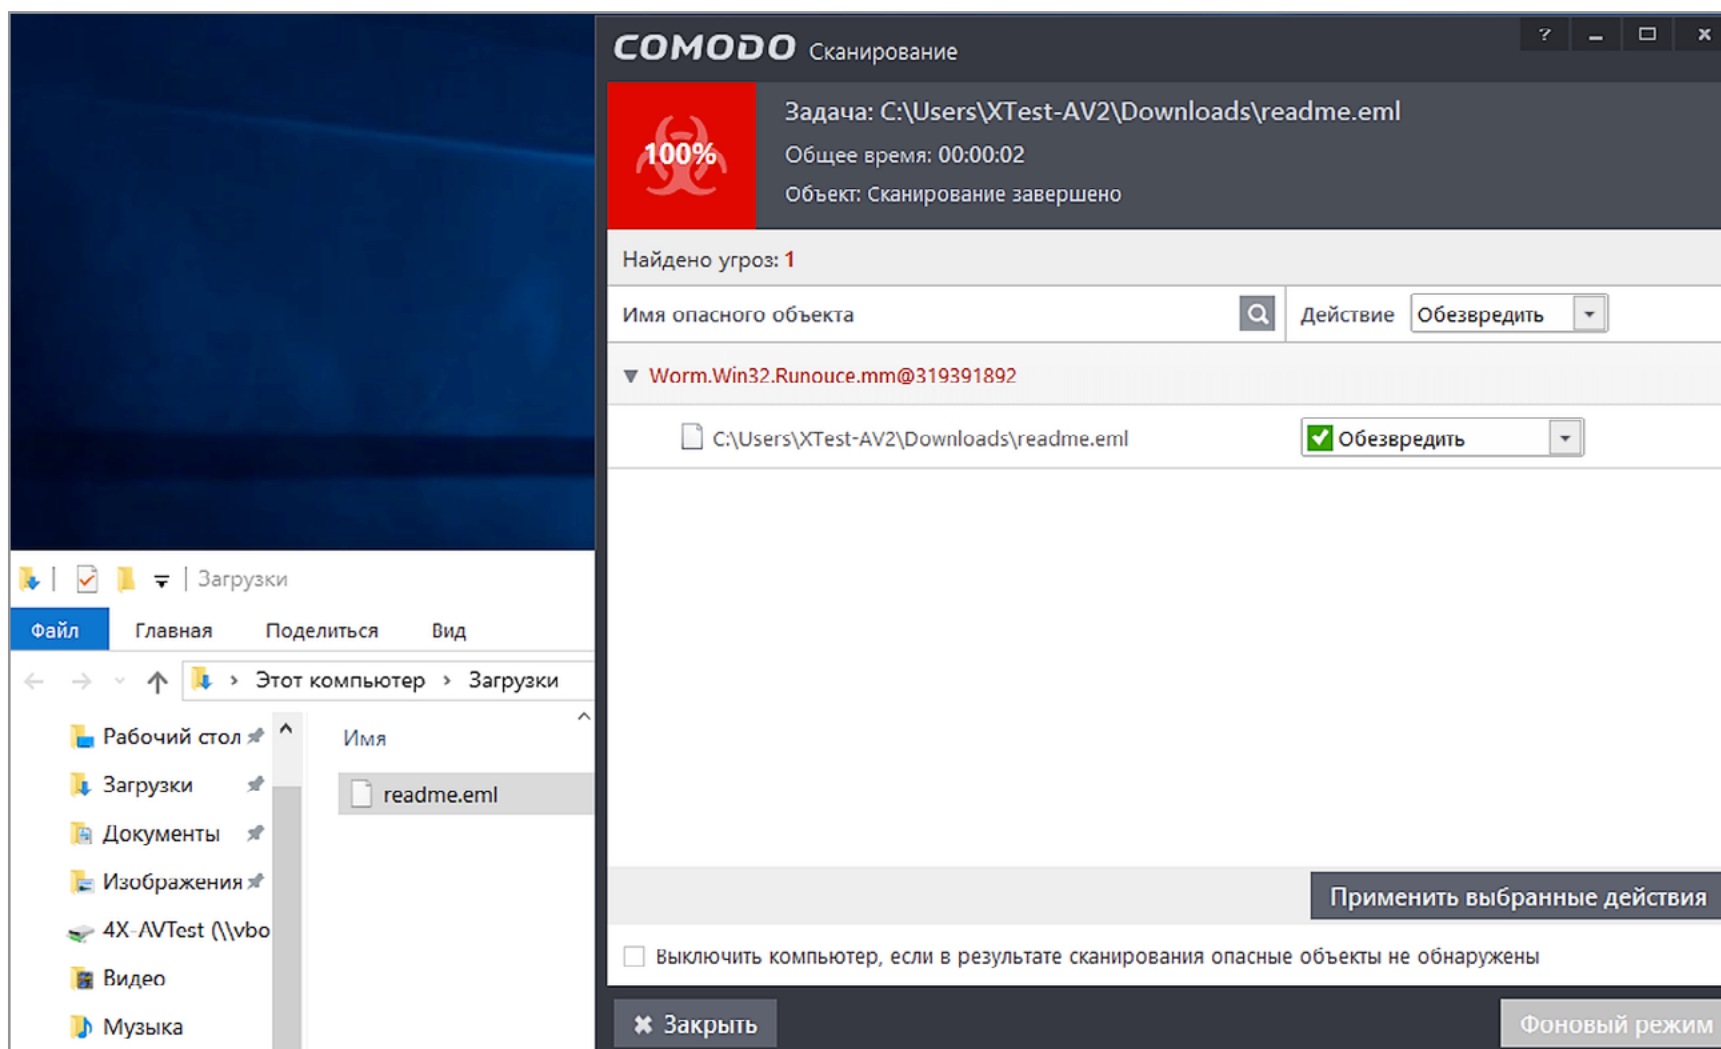 COMODO Сканирование
100%
Задача: C:\Users\XTest-AV2\Downloads\readme.eml
Общее время: 00:00:02
Объект: Сканирование завершено
Найдено угроз: 1
Имя опасного объекта
Действие Обезвредить
Worm.Win32.Runouce.mm@319391892
C:\Users\XTest-AV2\Downloads\readme.eml Обезвредить
Применить выбранные действия
Выключить компьютер, если в результате сканирования опасные объекты не обнаружены
Закрыть
Фоновый режим
Загрузки
Файл Главная Поделиться Вид
Этот компьютер › Загрузки
Рабочий стол
Загрузки
Документы
Изображения
4X-AVTest (\\vbo
Видео
Музыка
Имя
readme.eml